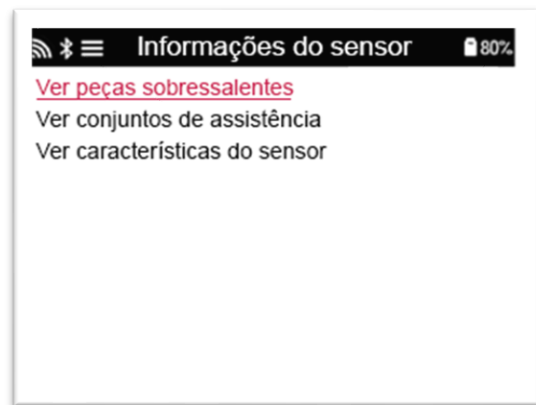 Informações do sensor 80%
Ver peças sobressalentes
Ver conjuntos de assistência
Ver características do sensor